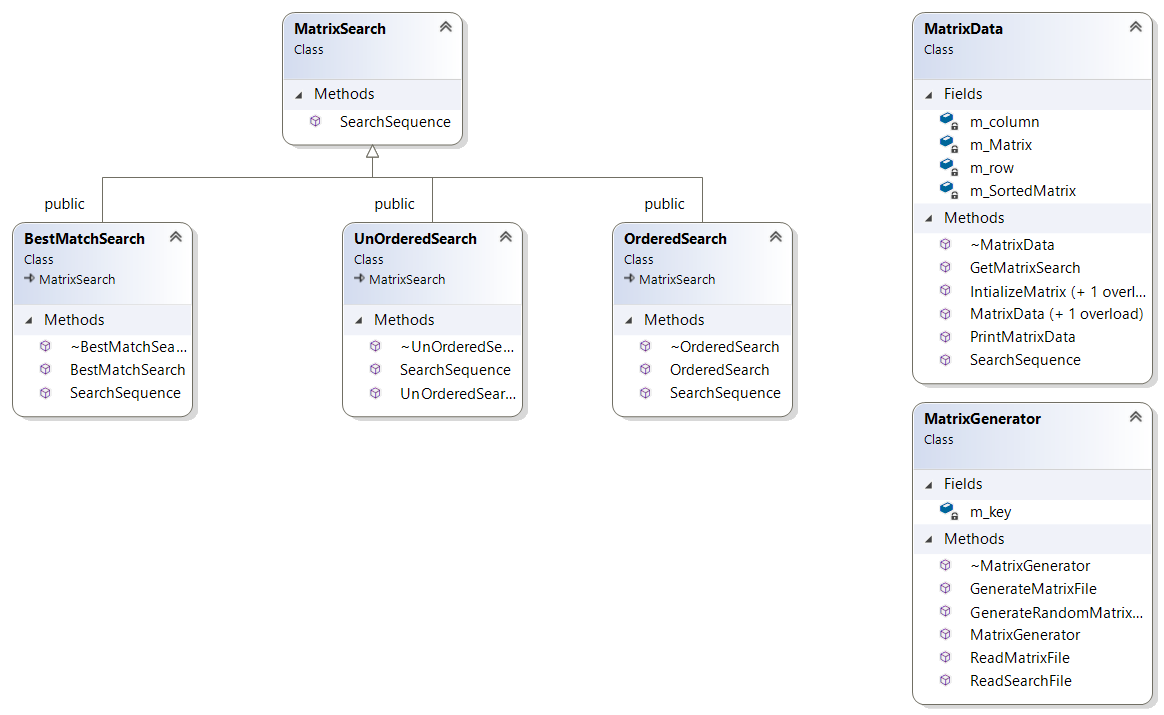 MatrixSearch
Class
Methods
SearchSequence
public
public
public
BestMatchSearch
Class
MatrixSearch
Methods
~BestMatchSea...
BestMatchSearch
SearchSequence
UnOrderedSearch
Class
MatrixSearch
Methods
~UnOrderedSe...
SearchSequence
UnOrderedSear...
OrderedSearch
Class
MatrixSearch
Methods
~OrderedSearch
OrderedSearch
SearchSequence
MatrixData
Class
Fields
m_column
m_Matrix
m_row
m_SortedMatrix
Methods
~MatrixData
GetMatrixSearch
IntializeMatrix (+ 1 overl...
MatrixData (+ 1 overload)
PrintMatrixData
SearchSequence
MatrixGenerator
Class
Fields
m_key
Methods
~MatrixGenerator
GenerateMatrixFile
GenerateRandomMatrix...
MatrixGenerator
ReadMatrixFile
ReadSearchFile